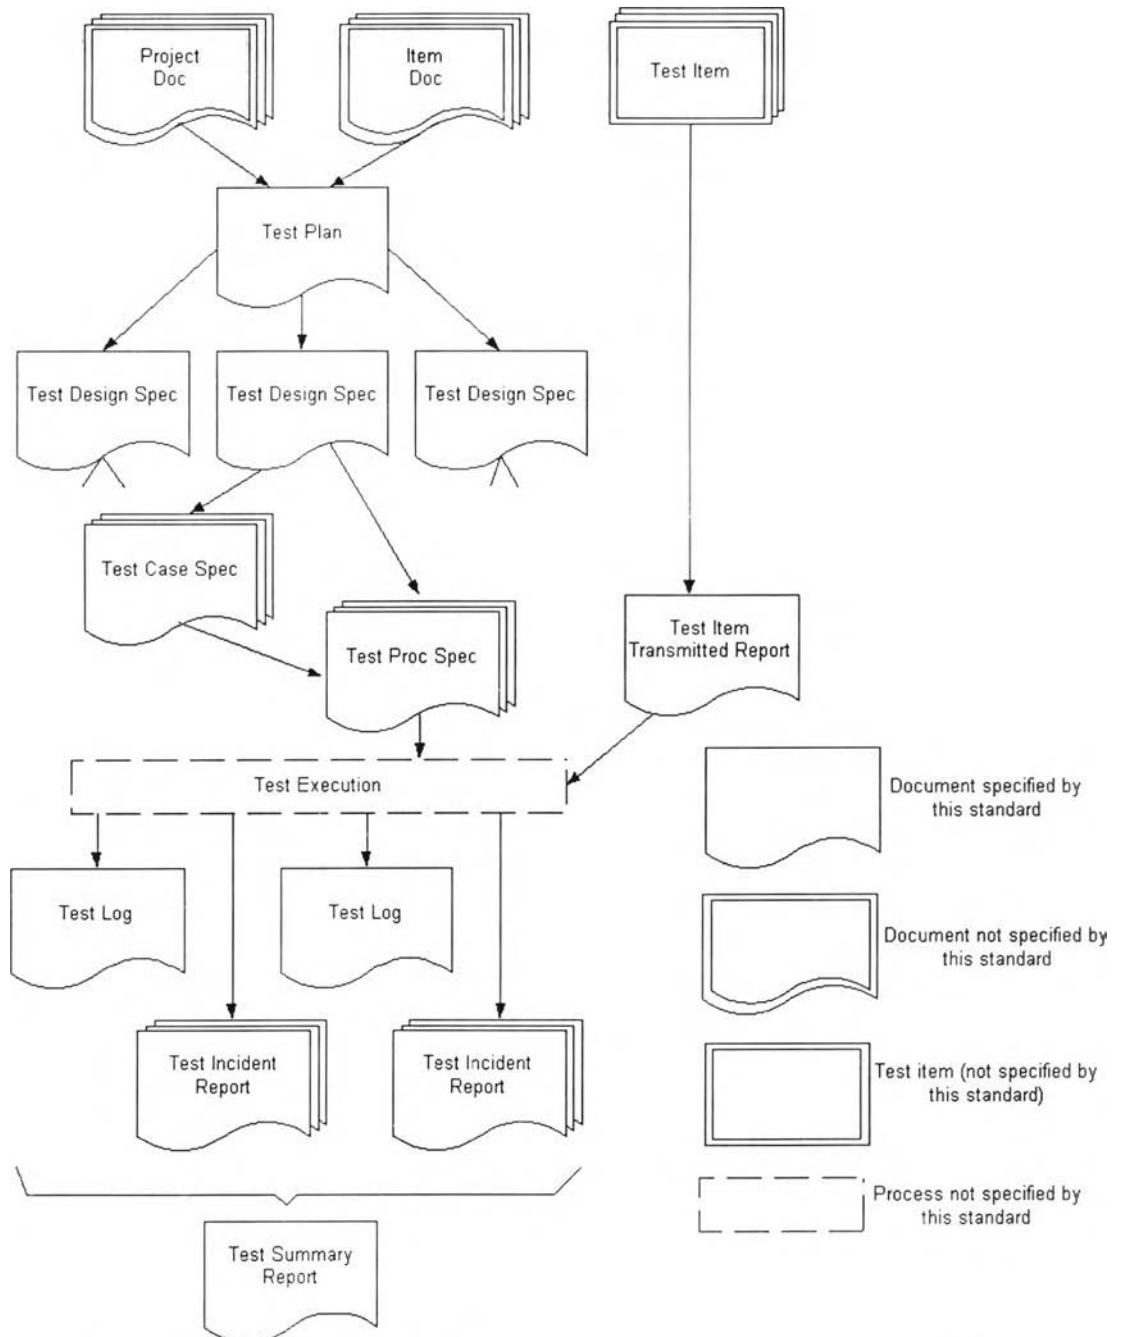 Project
Doc
Item
Doc
Test Item
Test Plan
Test Design Spec
Test Design Spec
Test Design Spec
Test Case Spec
Test Proc Spec
Test Item
Transmitted Report
Test Execution
Test Log
Test Log
Test Incident
Report
Test Incident
Report
Test Summary
Report
Document specified by
this standard
Document not specified by
this standard
Test item (not specified by
this standard)
Process not specified by
this standard